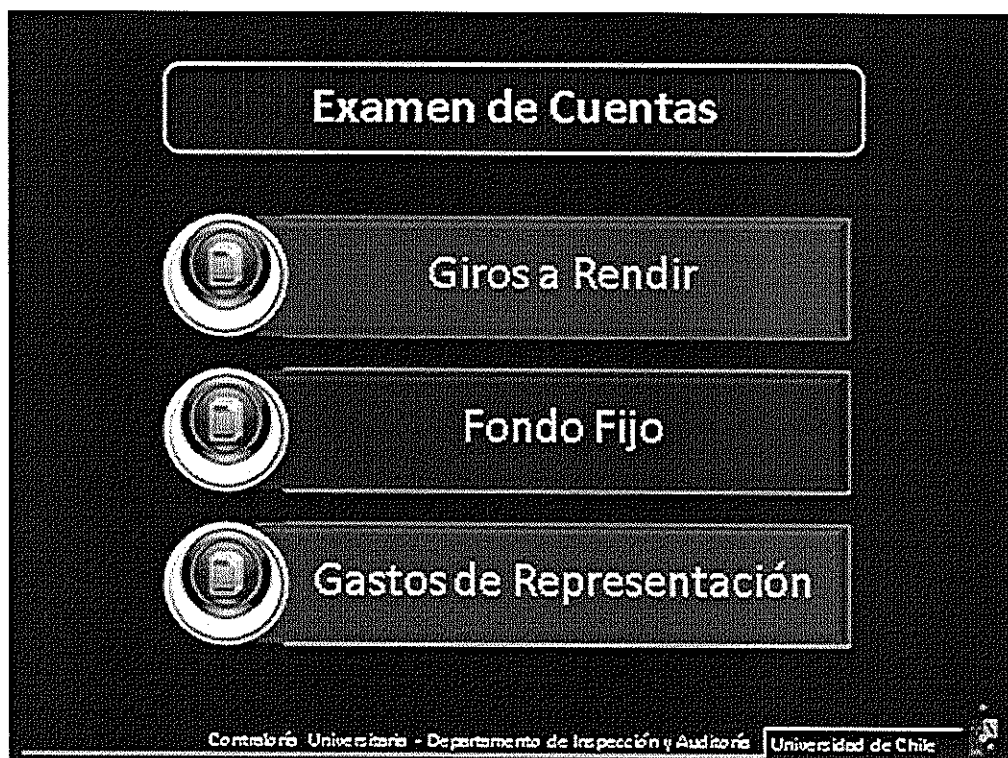 Examen de Cuentas
Giros a Rendir
Fondo Fijo
Gastos de Representación
Contraloría Universitaria - Departamento de Inspección y Auditoría
Universidad de Chile